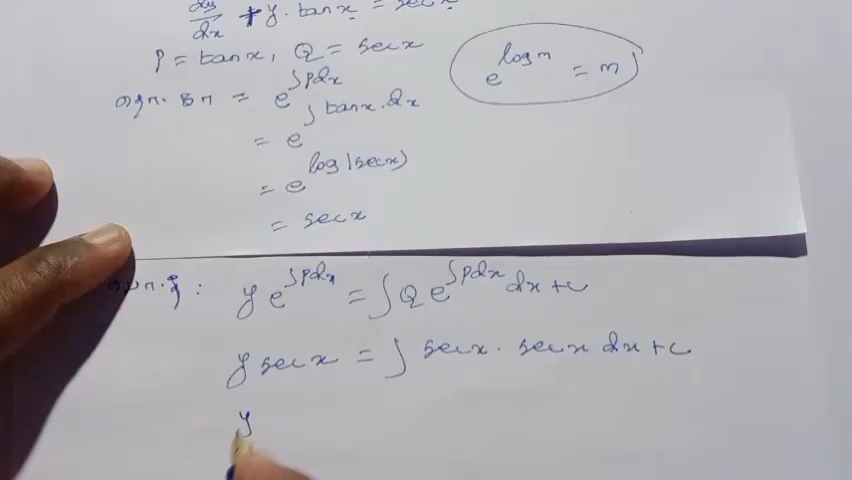 dy/dx + y . tan x = sec x
P = tan x, Q = sec x
e^{log m} = m
= e^{∫Pdx}
= e^{∫tan x . dx}
= e^{log |sec x)}
= sec x
y e^{∫Pdx} = ∫ Q e^{∫Pdx} dx + c
y sec x = ∫ sec x . sec x dx + c
y